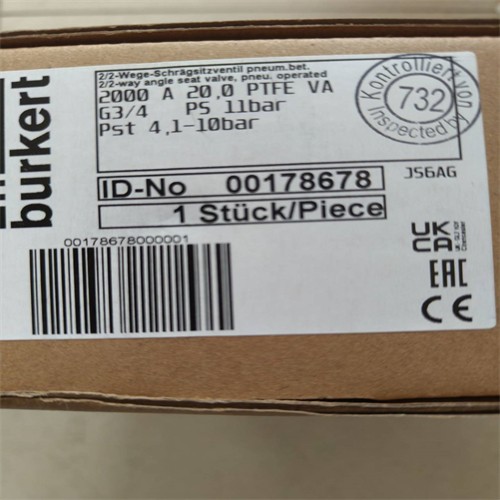 burkert
2/2-Wege-Schrägsitzventil pneum.bet.
2/2-way angle seat valve, pneu. operated
2000 A 20,0 PTFE VA
G3/4 PS 11bar
Pst 4,1-10bar
Kontrolliert von
732
Inspected by
JS6AG
ID-No 00178678
1 Stück/Piece
00178678000001
UK
CA
EAC
CE